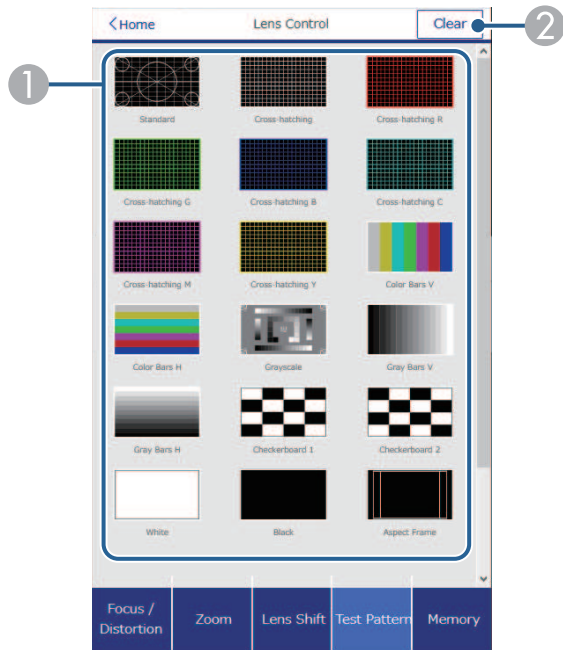 <Home Lens Control Clear
2
1
Standard Cross-hatching Cross-hatching R
Cross-hatching G Cross-hatching B Cross-hatching C
Cross-hatching M Cross-hatching Y Color Bars V
Color Bars H Grayscale Gray Bars V
Gray Bars H Checkerboard 1 Checkerboard 2
White Black Aspect Frame
Focus /
Distortion Zoom Lens Shift Test Pattern Memory